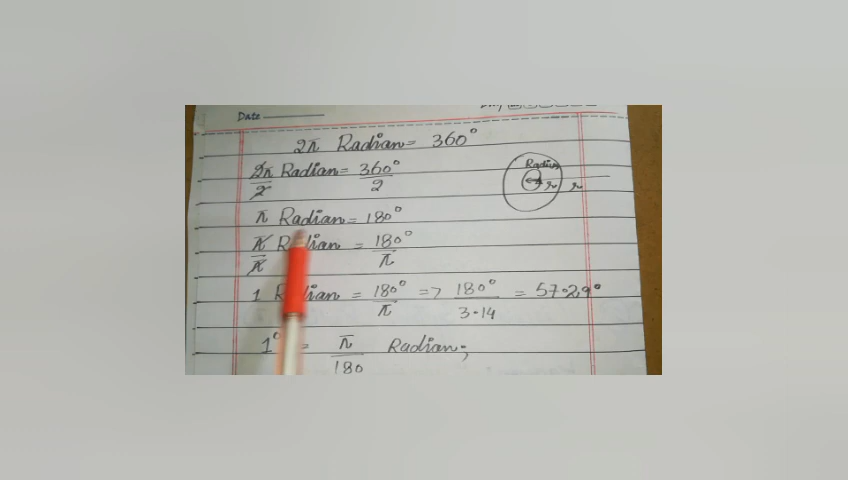 Date
2π Radian = 360°
2π/2 Radian = 360°/2
Radius
r r
π Radian = 180°
π/π Radian = 180°/π
1 Radian = 180°/π => 180°/3.14 = 57.29°
1° = π/180 Radian;